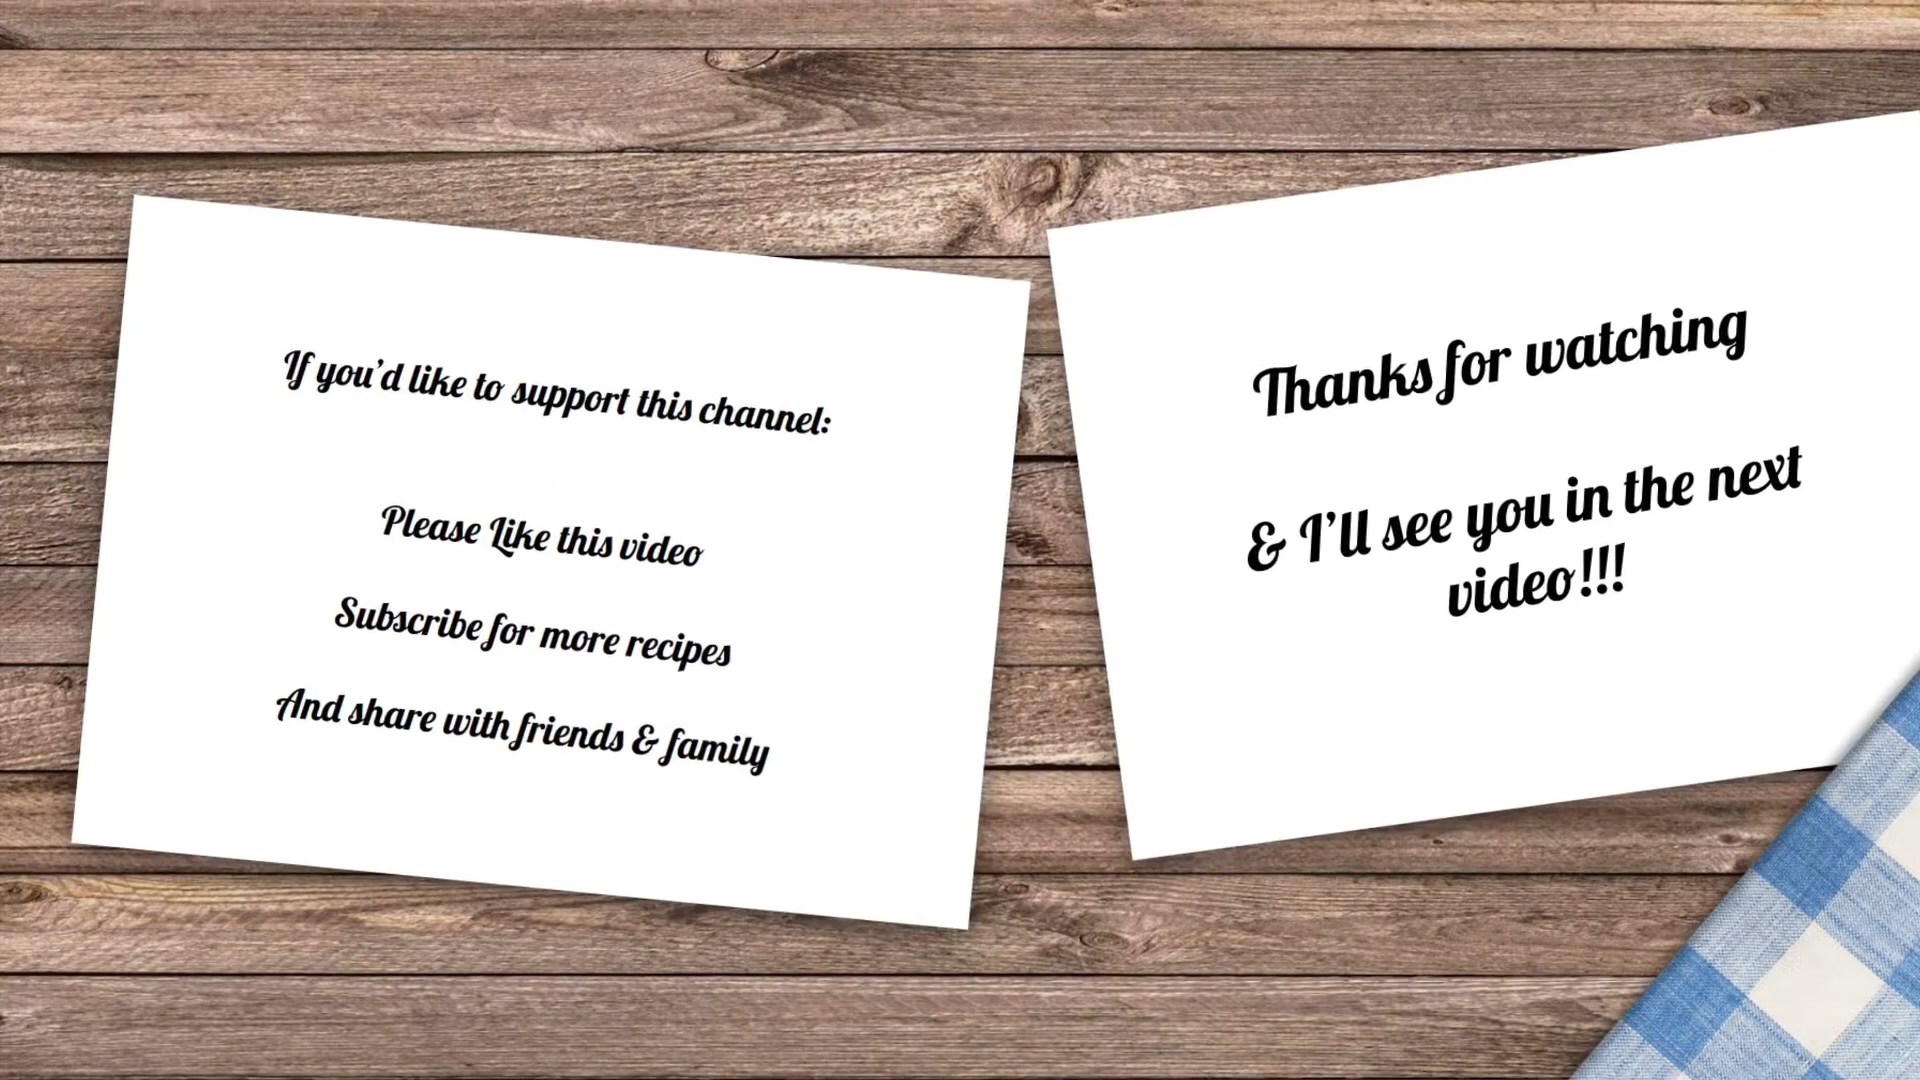 If you'd like to support this channel:
Please Like this video
Subscribe for more recipes
And share with friends & family
Thanks for watching
& I'll see you in the next
video!!!